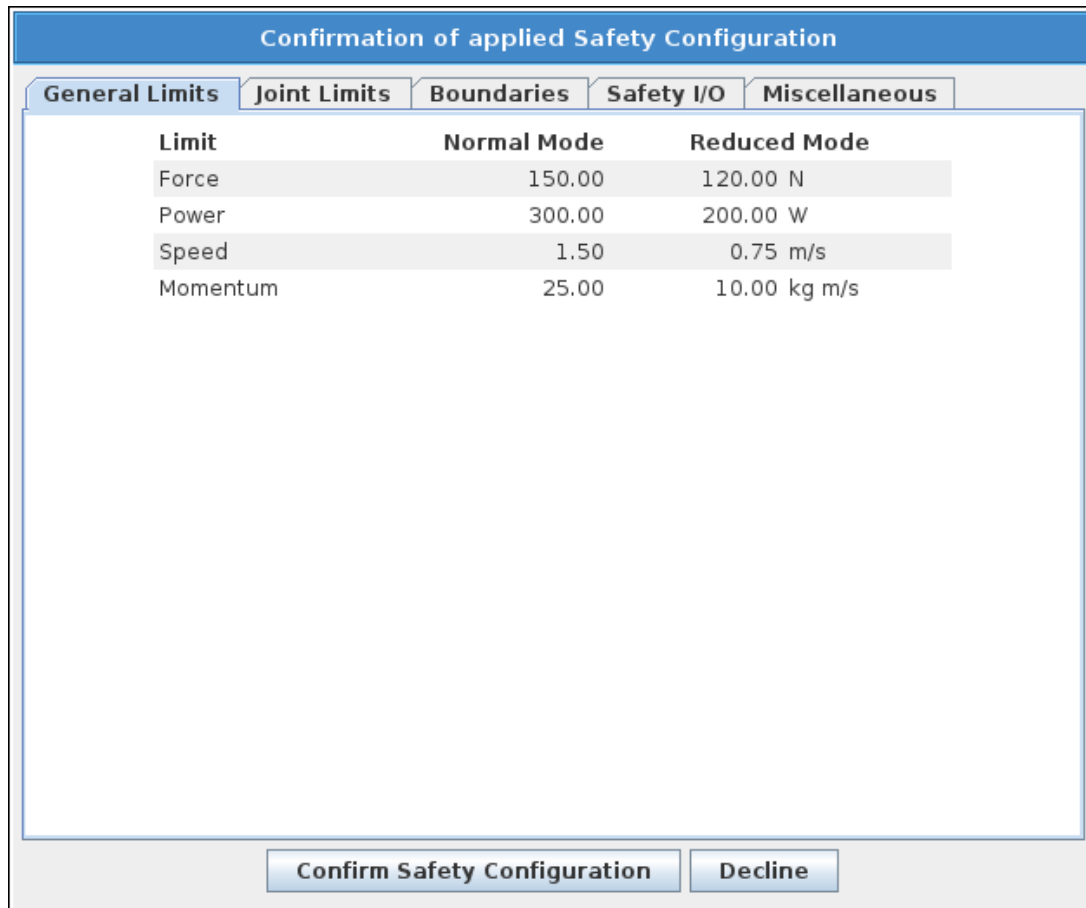 Confirmation of applied Safety Configuration
General Limits Joint Limits Boundaries Safety I/O Miscellaneous
Limit Normal Mode Reduced Mode
Force 150.00 120.00 N
Power 300.00 200.00 W
Speed 1.50 0.75 m/s
Momentum 25.00 10.00 kg m/s
Confirm Safety Configuration Decline